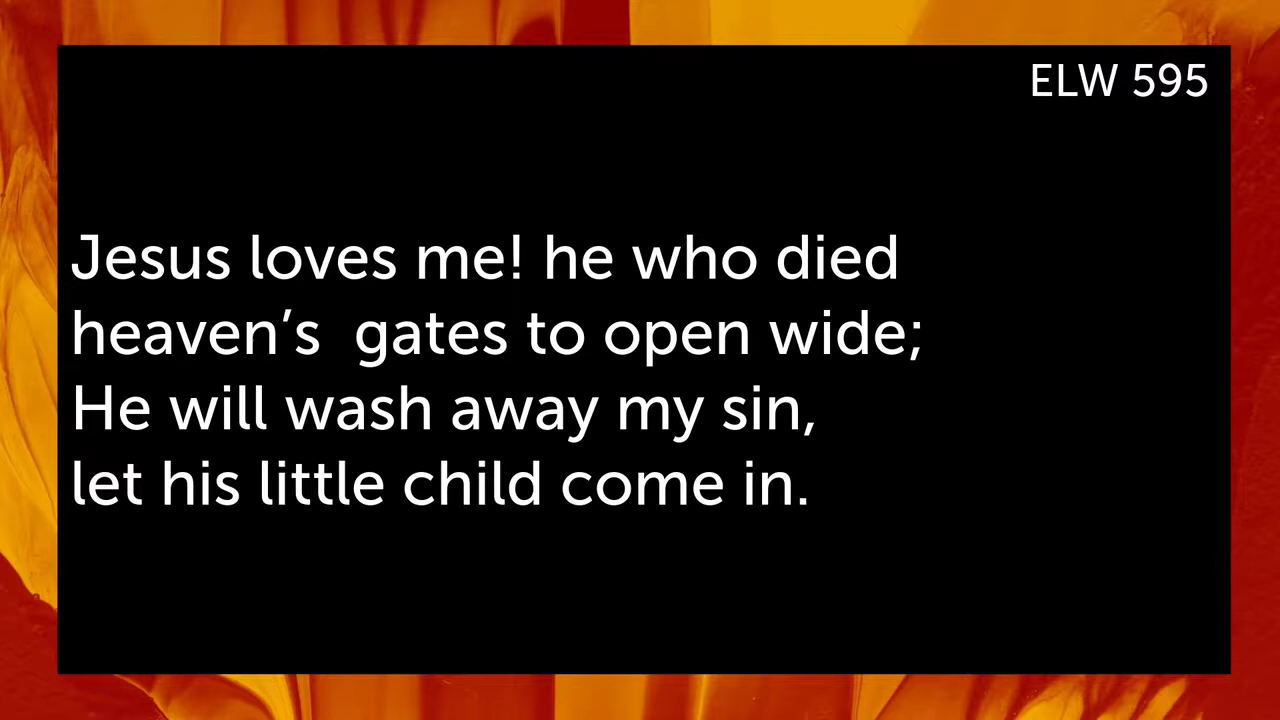 ELW 595
Jesus loves me! he who died
heaven’s  gates to open wide;
He will wash away my sin,
let his little child come in.